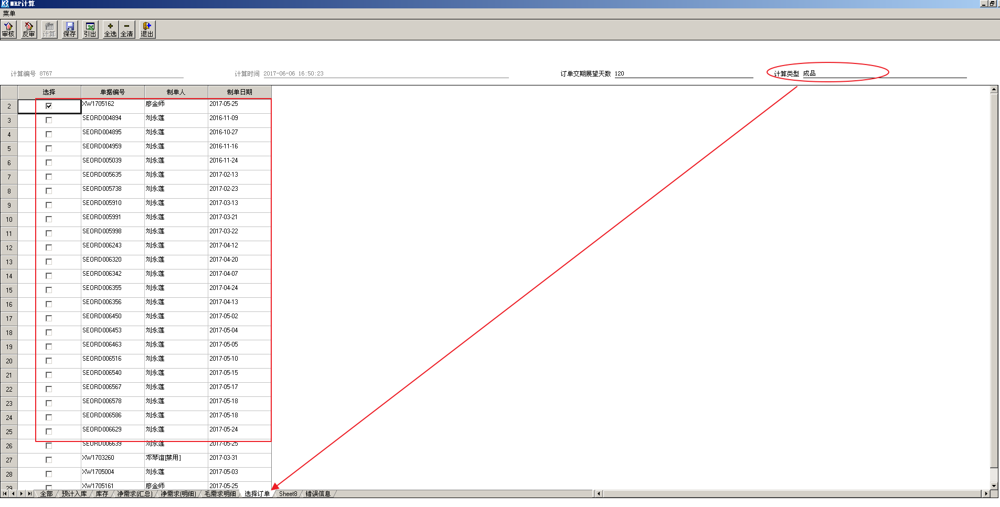 MRP计算
菜单
审核 反审 计算 保存 引出 全选 全清 退出
计算编号 8767 计算时间 2017-06-06 16:50:23 订单交期展望天数 120 计算类型 成品
选择 单据编号 制单人 制单日期
2 XW1705162 廖金师 2017-05-25
3 SEORD004894 刘永莲 2016-11-09
4 SEORD004895 刘永莲 2016-10-27
5 SEORD004959 刘永莲 2016-11-16
6 SEORD005039 刘永莲 2016-11-24
7 SEORD005635 刘永莲 2017-02-13
8 SEORD005738 刘永莲 2017-02-23
9 SEORD005910 刘永莲 2017-03-13
10 SEORD005991 刘永莲 2017-03-21
11 SEORD005998 刘永莲 2017-03-22
12 SEORD006243 刘永莲 2017-04-12
13 SEORD006320 刘永莲 2017-04-20
14 SEORD006342 刘永莲 2017-04-07
15 SEORD006355 刘永莲 2017-04-24
16 SEORD006356 刘永莲 2017-04-13
17 SEORD006450 刘永莲 2017-05-02
18 SEORD006453 刘永莲 2017-05-04
19 SEORD006463 刘永莲 2017-05-05
20 SEORD006516 刘永莲 2017-05-10
21 SEORD006540 刘永莲 2017-05-15
22 SEORD006567 刘永莲 2017-05-17
23 SEORD006578 刘永莲 2017-05-18
24 SEORD006586 刘永莲 2017-05-18
25 SEORD006629 刘永莲 2017-05-24
26 SEORD006639 刘永莲 2017-05-25
27 XW1703260 邓琴谊[禁用] 2017-03-31
28 XW1705004 刘永莲 2017-05-03
29 XW1705161 廖金师 2017-05-25
全部 预计入库 库存 净需求(汇总) 净需求(明细) 毛需求明细 选择订单 Sheet8 错误信息